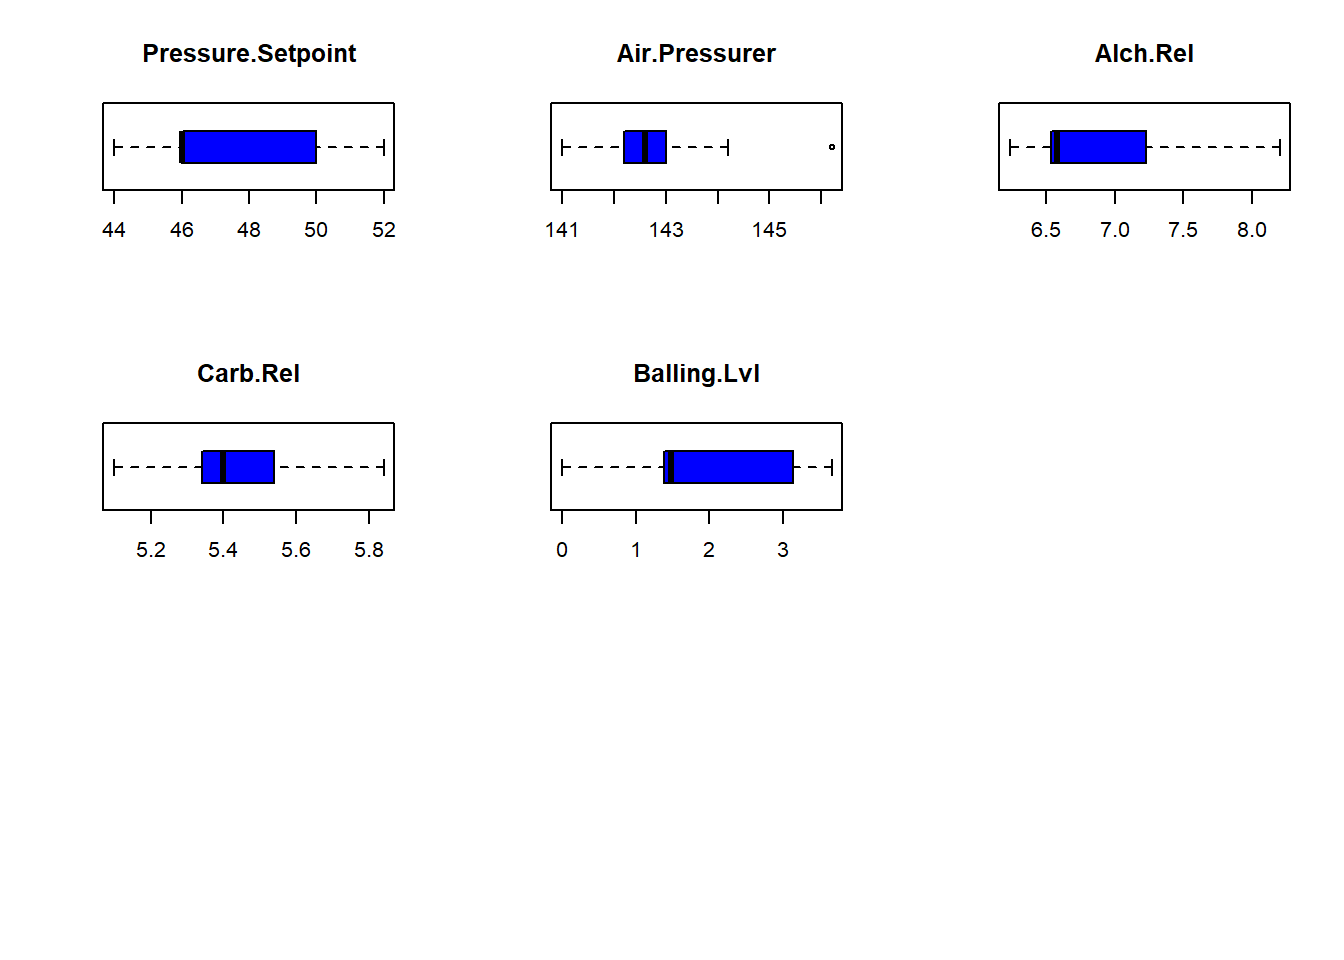 Pressure.Setpoint
44 46 48 50 52
Air.Pressurer
141 143 145
Alch.Rel
6.5 7.0 7.5 8.0
Carb.Rel
5.2 5.4 5.6 5.8
Balling.Lvl
0 1 2 3